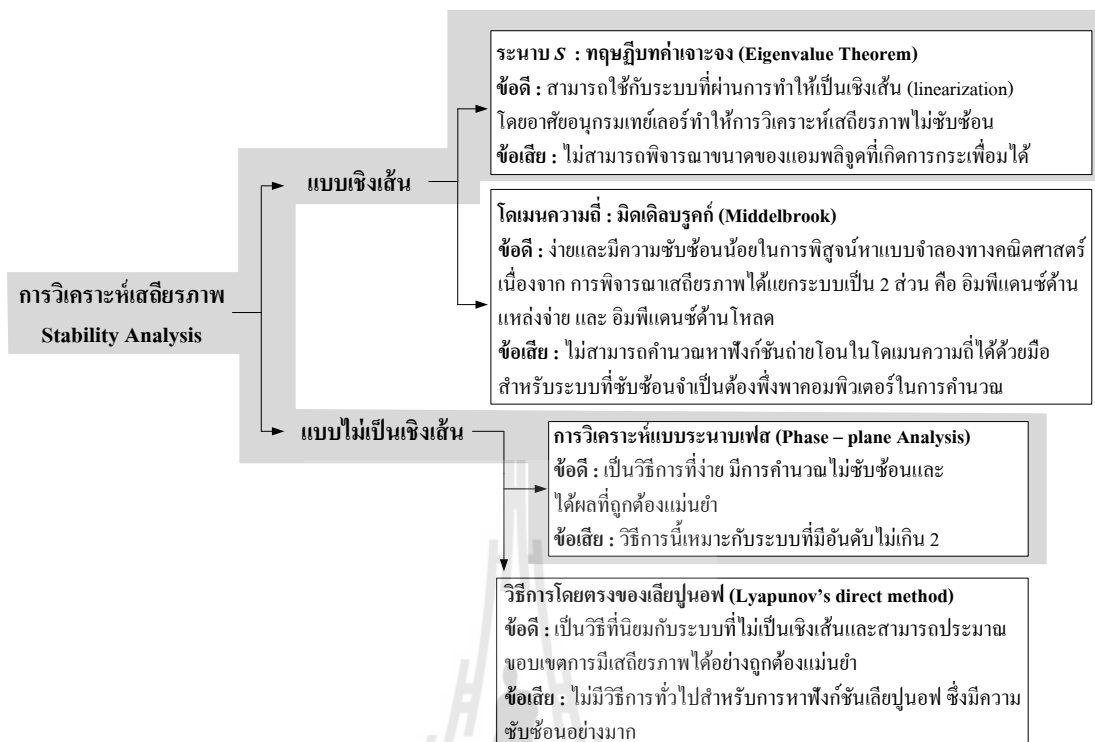 การวิเคราะห์เสถียรภาพ
Stability Analysis
แบบเชิงเส้น
ระนาบ S : ทฤษฎีบทค่าเจาะจง (Eigenvalue Theorem)
ข้อดี : สามารถใช้กับระบบที่ผ่านการทำให้เป็นเชิงเส้น (linearization)
โดยอาศัยอนุกรมเทย์เลอร์ทำให้การวิเคราะห์เสถียรภาพไม่ซับซ้อน
ข้อเสีย : ไม่สามารถพิจารณาขนาดของแอมพลิจูดที่เกิดการกระเพื่อมได้
โดเมนความถี่ : มิดเดิลบรูคก์ (Middelbrook)
ข้อดี : ง่ายและมีความซับซ้อนน้อยในการพิสูจน์หาแบบจำลองทางคณิตศาสตร์
เนื่องจาก การพิจารณาเสถียรภาพได้แยกระบบเป็น 2 ส่วน คือ อิมพีแดนซ์ด้าน
แหล่งจ่าย และ อิมพีแดนซ์ด้านโหลด
ข้อเสีย : ไม่สามารถคำนวณหาฟังก์ชันถ่ายโอนในโดเมนความถี่ได้ด้วยมือ
สำหรับระบบที่ซับซ้อนจำเป็นต้องพึ่งพาคอมพิวเตอร์ในการคำนวณ
แบบไม่เป็นเชิงเส้น
การวิเคราะห์แบบระนาบเฟส (Phase – plane Analysis)
ข้อดี : เป็นวิธีการที่ง่าย มีการคำนวณไม่ซับซ้อนและ
ได้ผลที่ถูกต้องแม่นยำ
ข้อเสีย : วิธีการนี้เหมาะกับระบบที่มีอันดับไม่เกิน 2
วิธีการโดยตรงของเลียปูนอฟ (Lyapunov’s direct method)
ข้อดี : เป็นวิธีที่นิยมกับระบบที่ไม่เป็นเชิงเส้นและสามารถประมาณ
ขอบเขตการมีเสถียรภาพได้อย่างถูกต้องแม่นยำ
ข้อเสีย : ไม่มีวิธีการทั่วไปสำหรับการหาฟังก์ชันเลียปูนอฟ ซึ่งมีความ
ซับซ้อนอย่างมาก